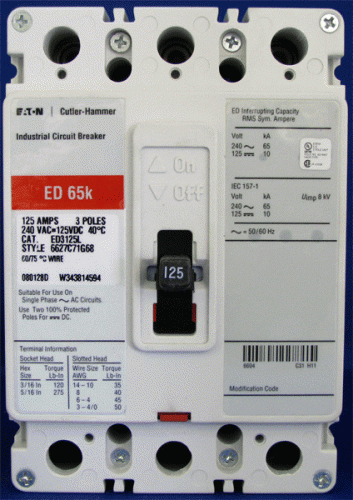 EATON | Cutler-Hammer
Industrial Circuit Breaker
ED 65k
125 AMPS 3 POLES
240 VAC=125VDC 40°C
CAT. ED3125L
STYLE 6627C71G68
60/75 °C WIRE
080128D W343814594
Suitable For Use On
Single Phase ~ AC Circuits.
Use Two 100% Protected
Poles For DC.
Terminal Information
Socket Head Slotted Head
Hex Size Torque Lb-In Wire Size AWG Torque Lb-In
3/16 In 120 14-10 35
5/16 In 275 8 40
6-4 45
3-4/0 50
On
OFF
125
ED Interrupting Capacity
RMS Sym. Ampere
Volt kA
240 ~ 65
125 10
IEC 157-1
Volt kA
240 ~ 65 8 kV
125 10
~ = 50/60 Hz
Modification Code